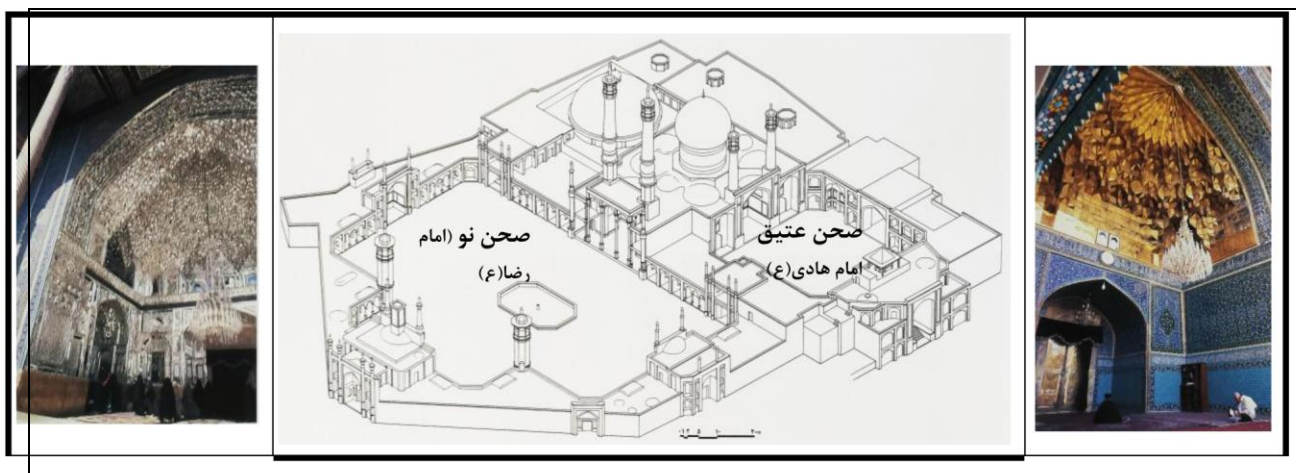 صحن نو (امام
رضا(ع)
صحن عتیق
امام هادی(ع)